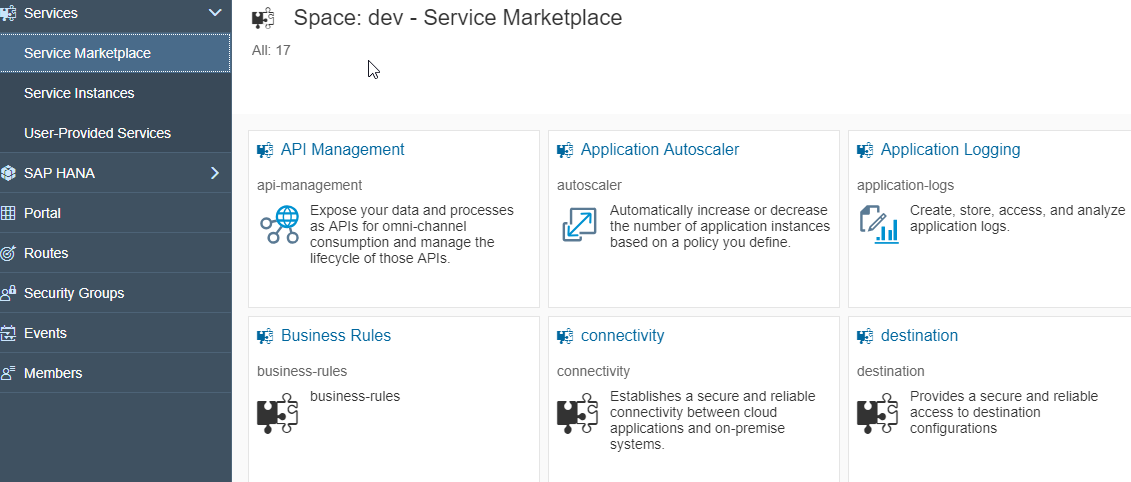 Services
Service Marketplace
Service Instances
User-Provided Services
SAP HANA
Portal
Routes
Security Groups
Events
Members
Space: dev - Service Marketplace
All: 17
API Management
api-management
Expose your data and processes
as APIs for omni-channel
consumption and manage the
lifecycle of those APIs.
Application Autoscaler
autoscaler
Automatically increase or decrease
the number of application instances
based on a policy you define.
Application Logging
application-logs
Create, store, access, and analyze
application logs.
Business Rules
business-rules
business-rules
connectivity
connectivity
Establishes a secure and reliable
connectivity between cloud
applications and on-premise
systems.
destination
destination
Provides a secure and reliable
access to destination
configurations